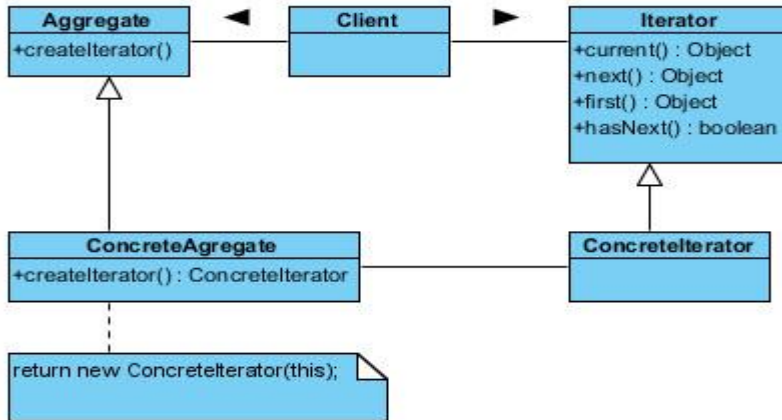 Aggregate
+createIterator()
Client
Iterator
+current() : Object
+next() : Object
+first() : Object
+hasNext() : boolean
ConcreteAgregate
+createIterator() : ConcreteIterator
ConcreteIterator
return new ConcreteIterator(this);